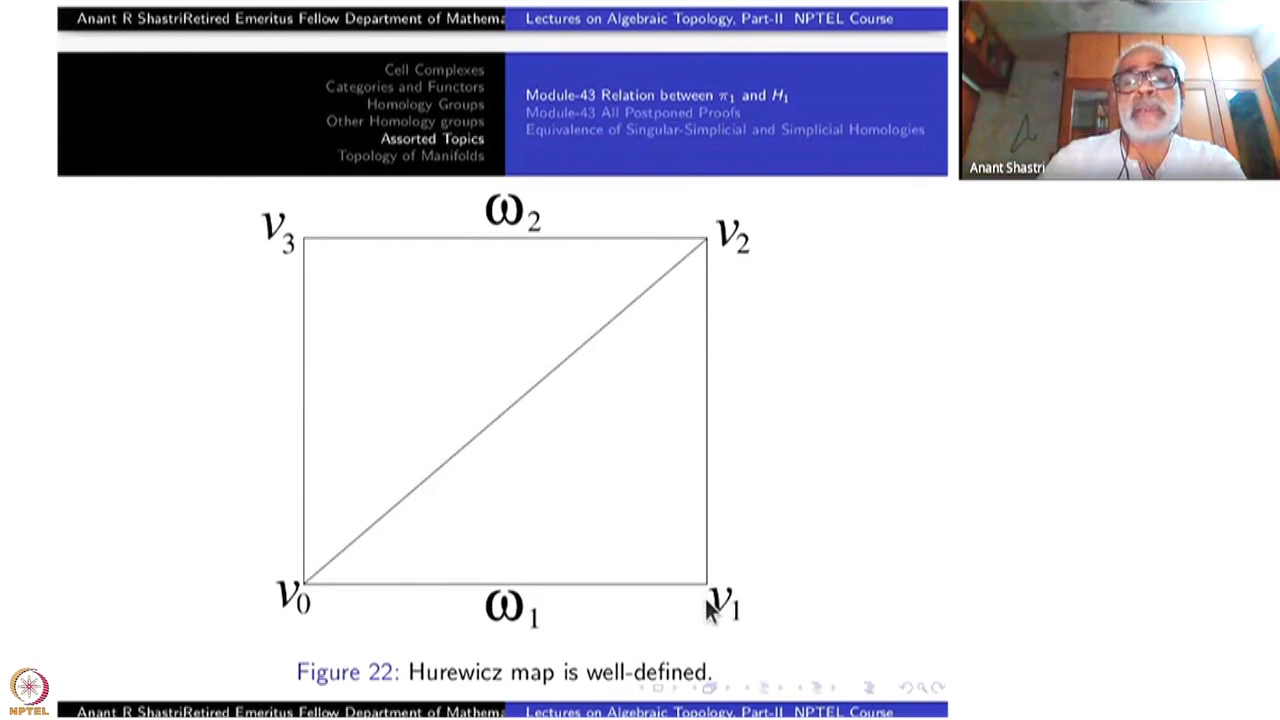 Anant R ShastriRetired Emeritus Fellow Department of Mathema
Lectures on Algebraic Topology, Part-II NPTEL Course
Cell Complexes
Categories and Functors
Homology Groups
Other Homology groups
Assorted Topics
Topology of Manifolds
Module-43 Relation between π₁ and H₁
Module-43 All Postponed Proofs
Equivalence of Singular-Simplicial and Simplicial Homologies
Anant Shastri
v₃ ω₂ v₂
v₀ ω₁ v₁
Figure 22: Hurewicz map is well-defined.
NPTEL
Anant R ShastriRetired Emeritus Fellow Department of Mathema
Lectures on Algebraic Topology, Part-II NPTEL Course